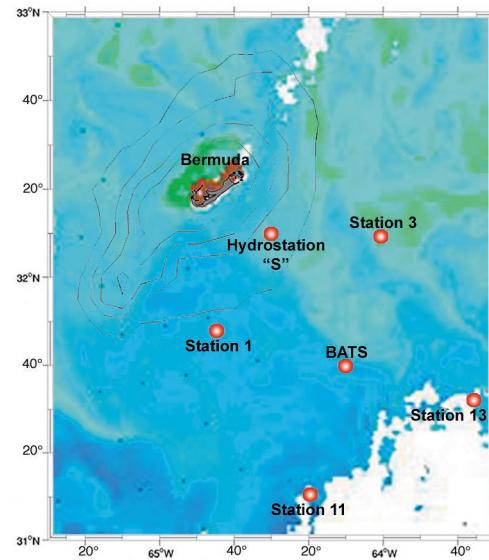 33°N
40°
Bermuda
20°
Station 3
Hydrostation
"S"
32°
Station 1
BATS
40°
Station 13
20°
Station 11
31°N
20°
65°W
40°
20°
64°W
40°